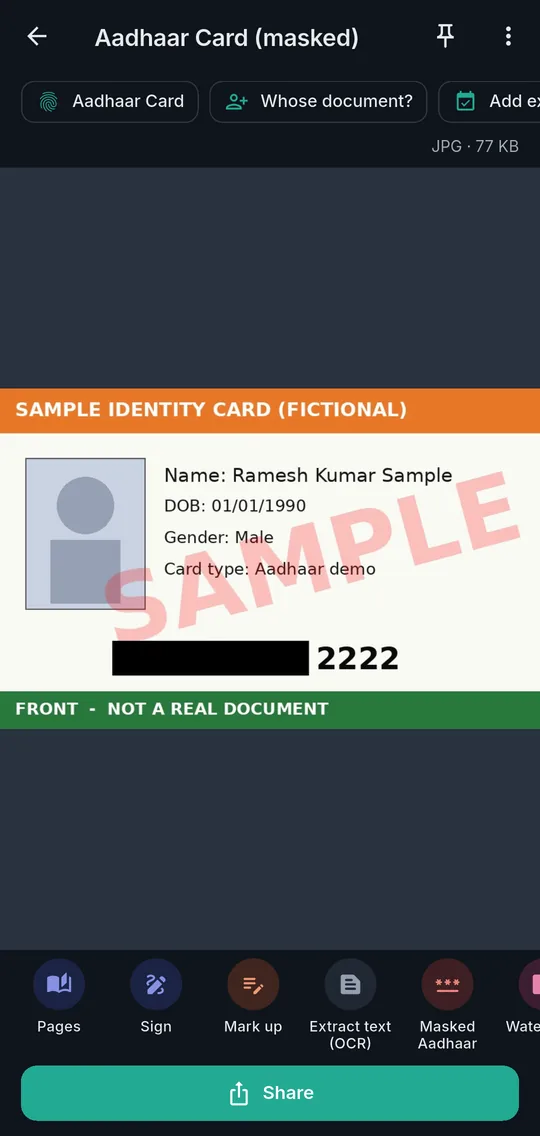 Aadhaar Card (masked)
Aadhaar Card
Whose document?
Add ex
JPG · 77 KB
SAMPLE IDENTITY CARD (FICTIONAL)
Name: Ramesh Kumar Sample
DOB: 01/01/1990
Gender: Male
Card type: Aadhaar demo
SAMPLE
2222
FRONT - NOT A REAL DOCUMENT
Pages
Sign
Mark up
Extract text
(OCR)
Masked
Aadhaar
Wate
Share